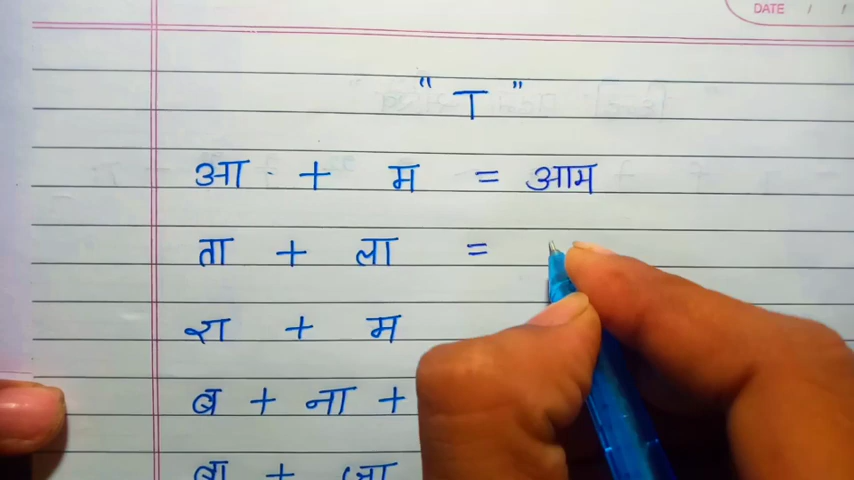 DATE / /
" ा "
आ + म = आम
ता + ला =
रा + म
ब + ना +
बा + जा